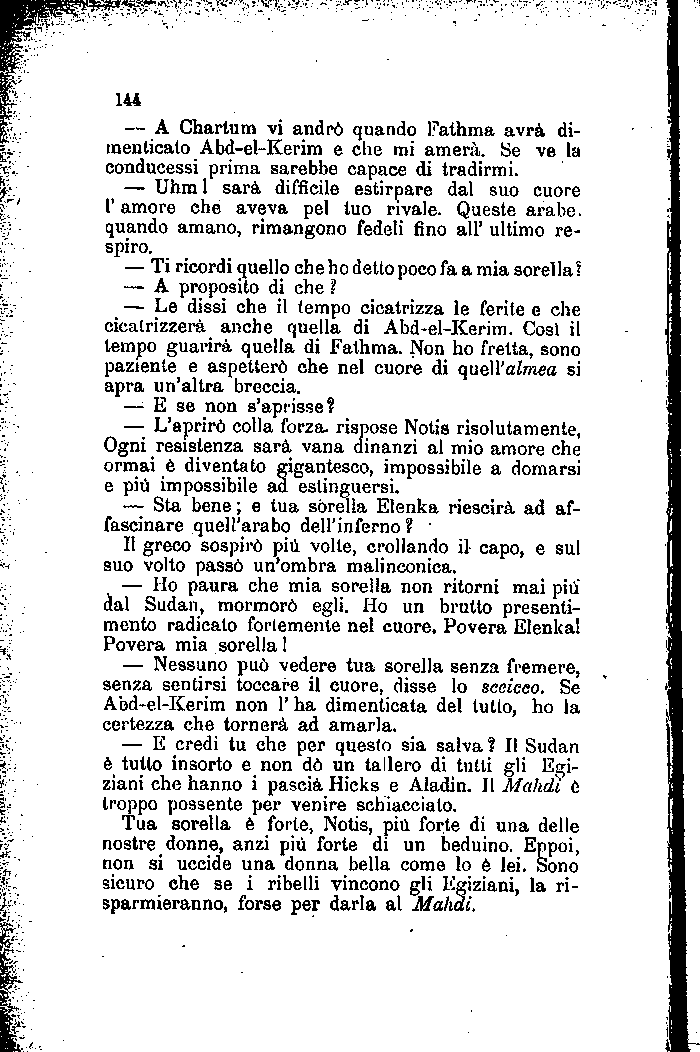 144
— A Chartum vi andrò quando Fathma avrà di-
menticato Abd-el-Kerim e che mi amerà. Se ve la
conducessi prima sarebbe capace di tradirmi.
— Uhm! sarà difficile estirpare dal suo cuore
l' amore che aveva pel tuo rivale. Queste arabe.
quando amano, rimangono fedeli fino all' ultimo re-
spiro.
— Ti ricordi quello che ho detto poco fa a mia sorella?
— A proposito di che?
— Le dissi che il tempo cicatrizza le ferite e che
cicatrizzerà anche quella di Abd-el-Kerim. Così il
tempo guarirà quella di Fathma. Non ho fretta, sono
paziente e aspetterò che nel cuore di quell'almea si
apra un'altra breccia.
— E se non s'aprisse?
— L'aprirò colla forza. rispose Notis risolutamente,
Ogni resistenza sarà vana dinanzi al mio amore che
ormai è diventato gigantesco, impossibile a domarsi
e più impossibile ad estinguersi.
— Sta bene; e tua sorella Elenka riescirà ad af-
fascinare quell'arabo dell'inferno?
Il greco sospirò più volte, crollando il capo, e sul
suo volto passò un'ombra malinconica.
— Ho paura che mia sorella non ritorni mai più
dal Sudan, mormorò egli. Ho un brutto presenti-
mento radicato fortemente nel cuore. Povera Elenka!
Povera mia sorella!
— Nessuno può vedere tua sorella senza fremere,
senza sentirsi toccare il cuore, disse lo sceicco. Se
Abd-el-Kerim non l' ha dimenticata del tutto, ho la
certezza che tornerà ad amarla.
— E credi tu che per questo sia salva? Il Sudan
è tutto insorto e non dò un tallero di tutti gli Egi-
ziani che hanno i pascià Hicks e Aladin. Il Mahdi è
troppo possente per venire schiacciato.
Tua sorella è forte, Notis, più forte di una delle
nostre donne, anzi più forte di un beduino. Eppoi,
non si uccide una donna bella come lo è lei. Sono
sicuro che se i ribelli vincono gli Egiziani, la ri-
sparmieranno, forse per darla al Mahdi.